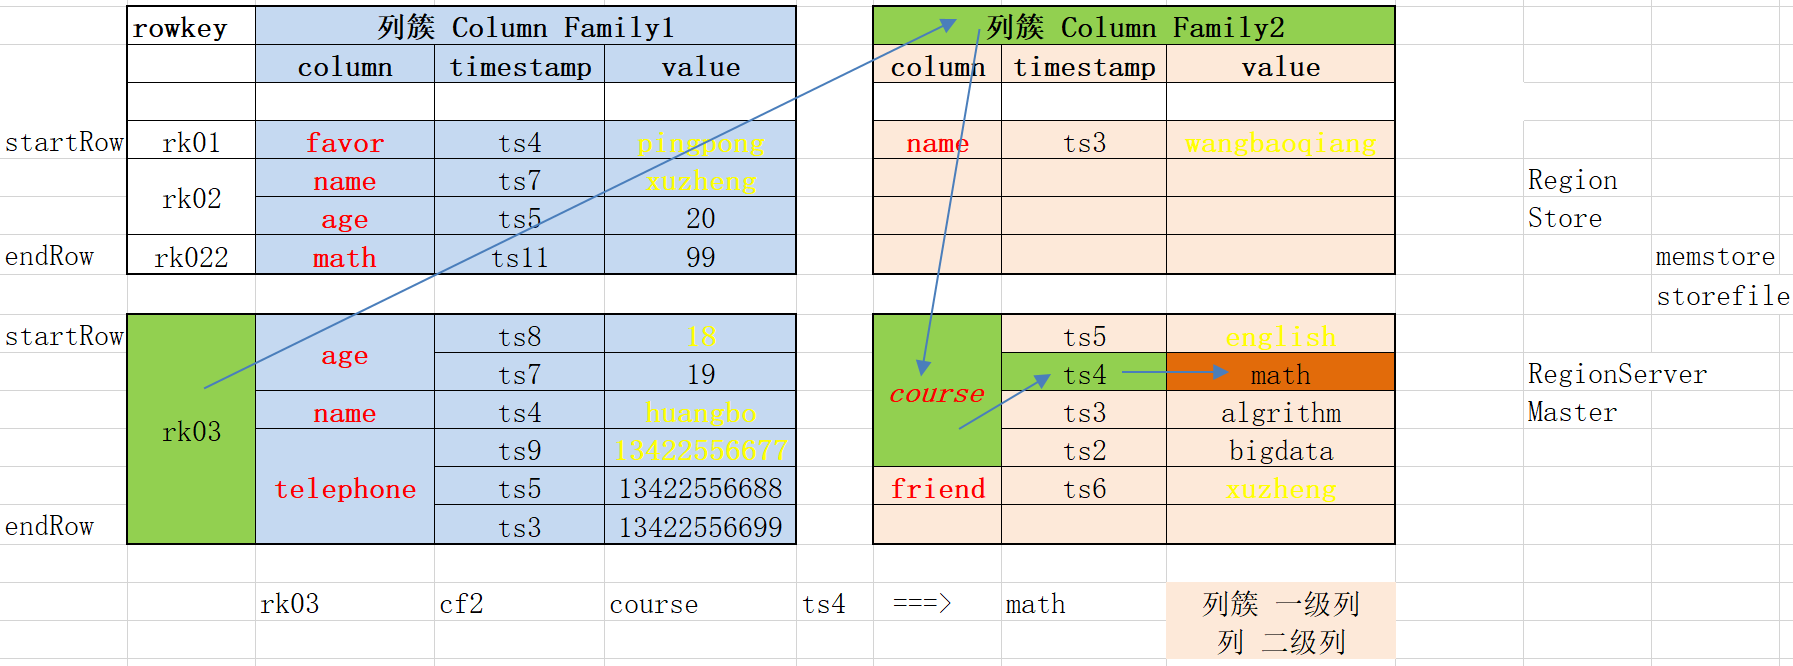 rowkey 列簇 Column Family1 列簇 Column Family2
column timestamp value column timestamp value
startRow rk01 favor ts4 pingpong name ts3 wangbaoqiang
rk02 name ts7 xuzheng Region
age ts5 20 Store
endRow rk022 math ts11 99 memstore
storefile
startRow rk03 age ts8 18 course ts5 english
ts7 19 ts4 math RegionServer
name ts4 huangbo ts3 algrithm Master
telephone ts9 13422556677 ts2 bigdata
ts5 13422556688 friend ts6 xuzheng
endRow ts3 13422556699
rk03 cf2 course ts4 ===> math 列簇 一级列
列 二级列